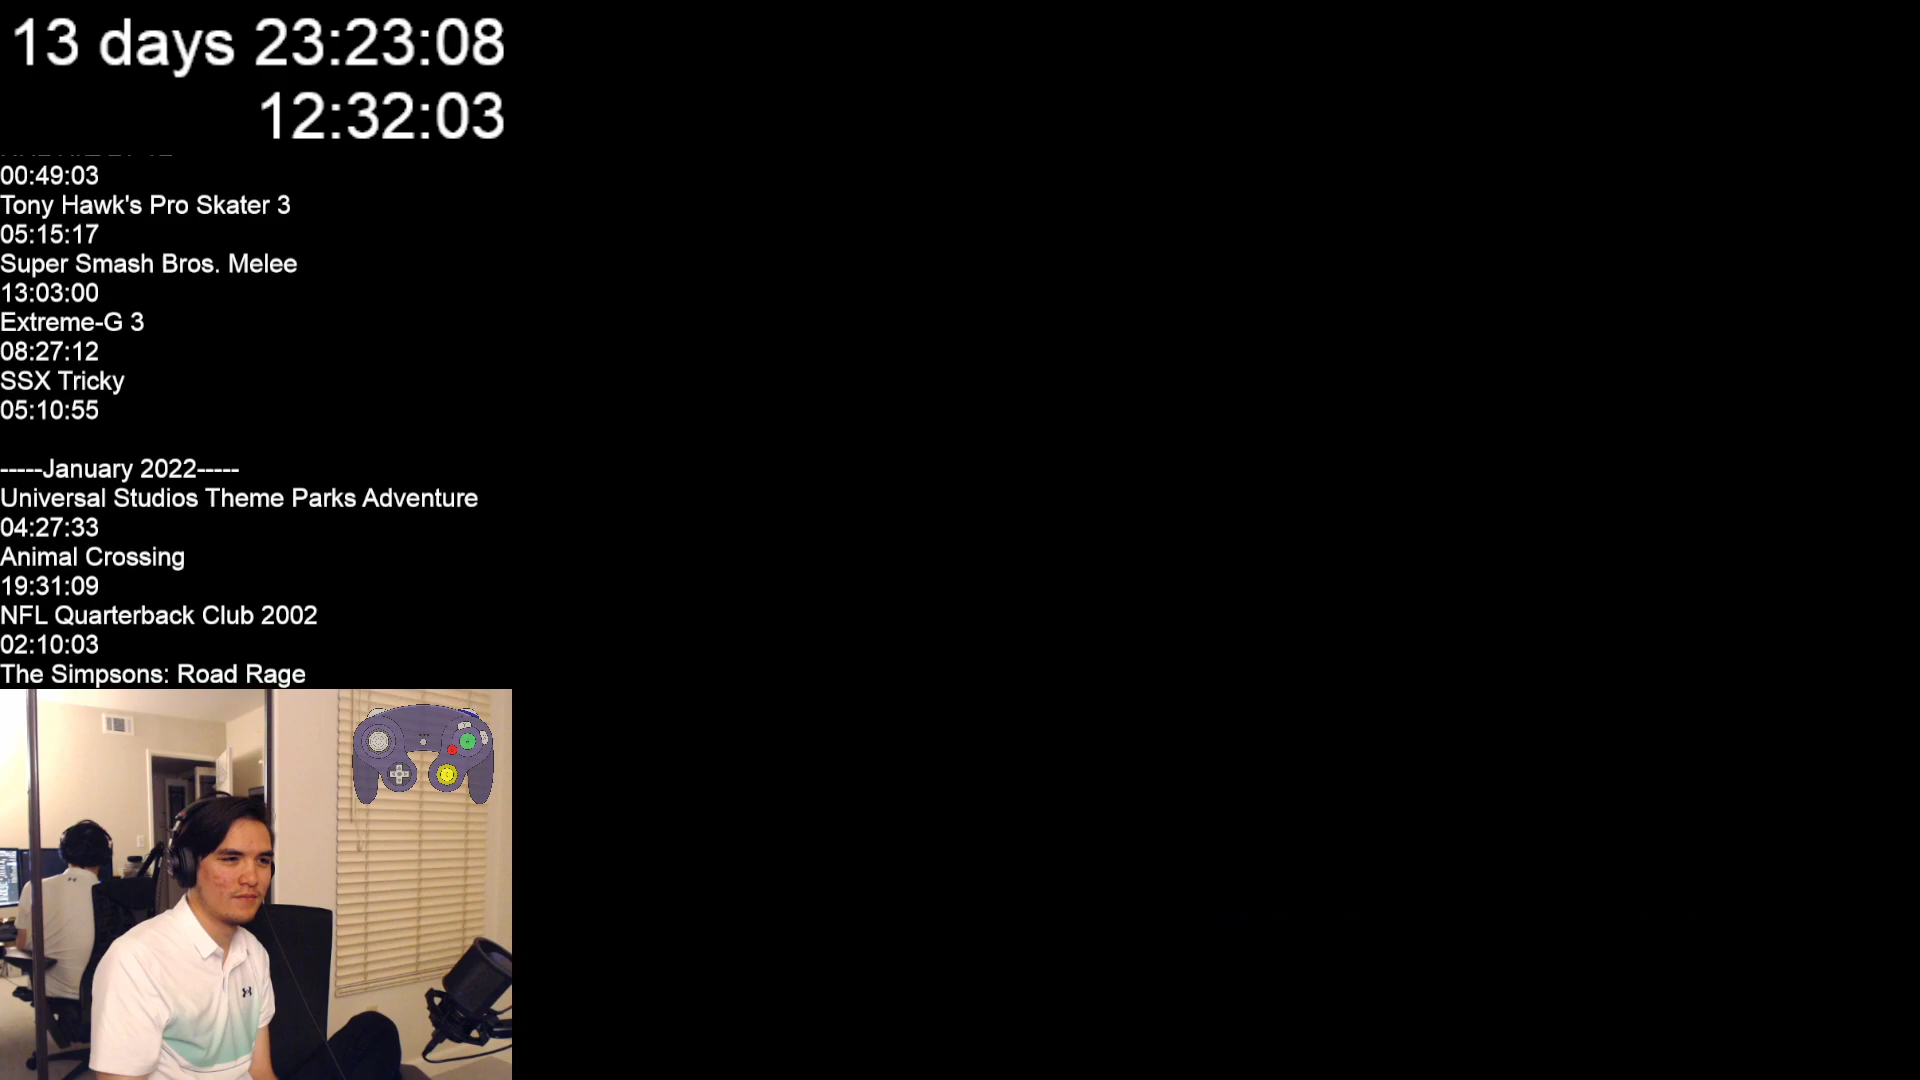 13 days 23:23:08
12:32:03
00:49:03
Tony Hawk's Pro Skater 3
05:15:17
Super Smash Bros. Melee
13:03:00
Extreme-G 3
08:27:12
SSX Tricky
05:10:55
-----January 2022-----
Universal Studios Theme Parks Adventure
04:27:33
Animal Crossing
19:31:09
NFL Quarterback Club 2002
02:10:03
The Simpsons: Road Rage